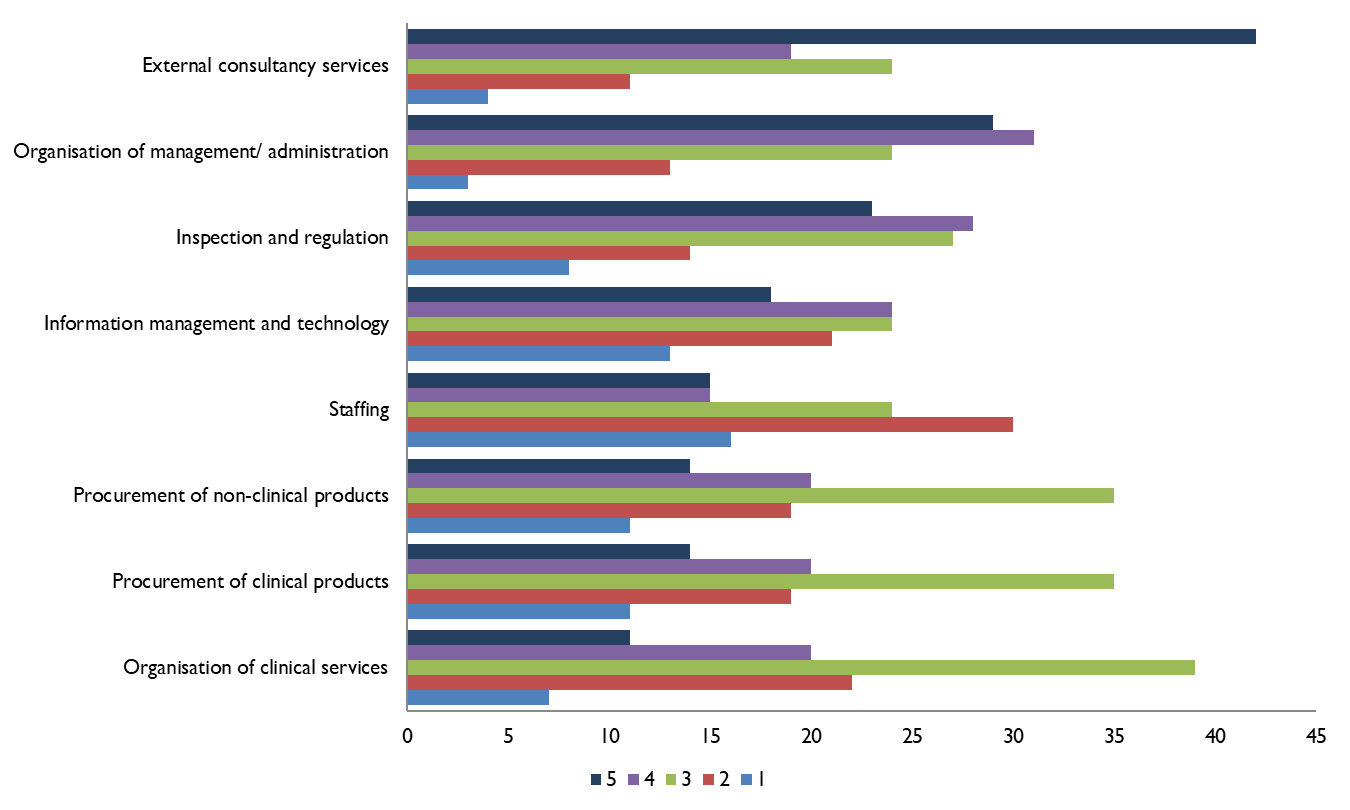 External consultancy services
Organisation of management/ administration
Inspection and regulation
Information management and technology
Staffing
Procurement of non-clinical products
Procurement of clinical products
Organisation of clinical services
0 5 10 15 20 25 30 35 40 45
5 4 3 2 1